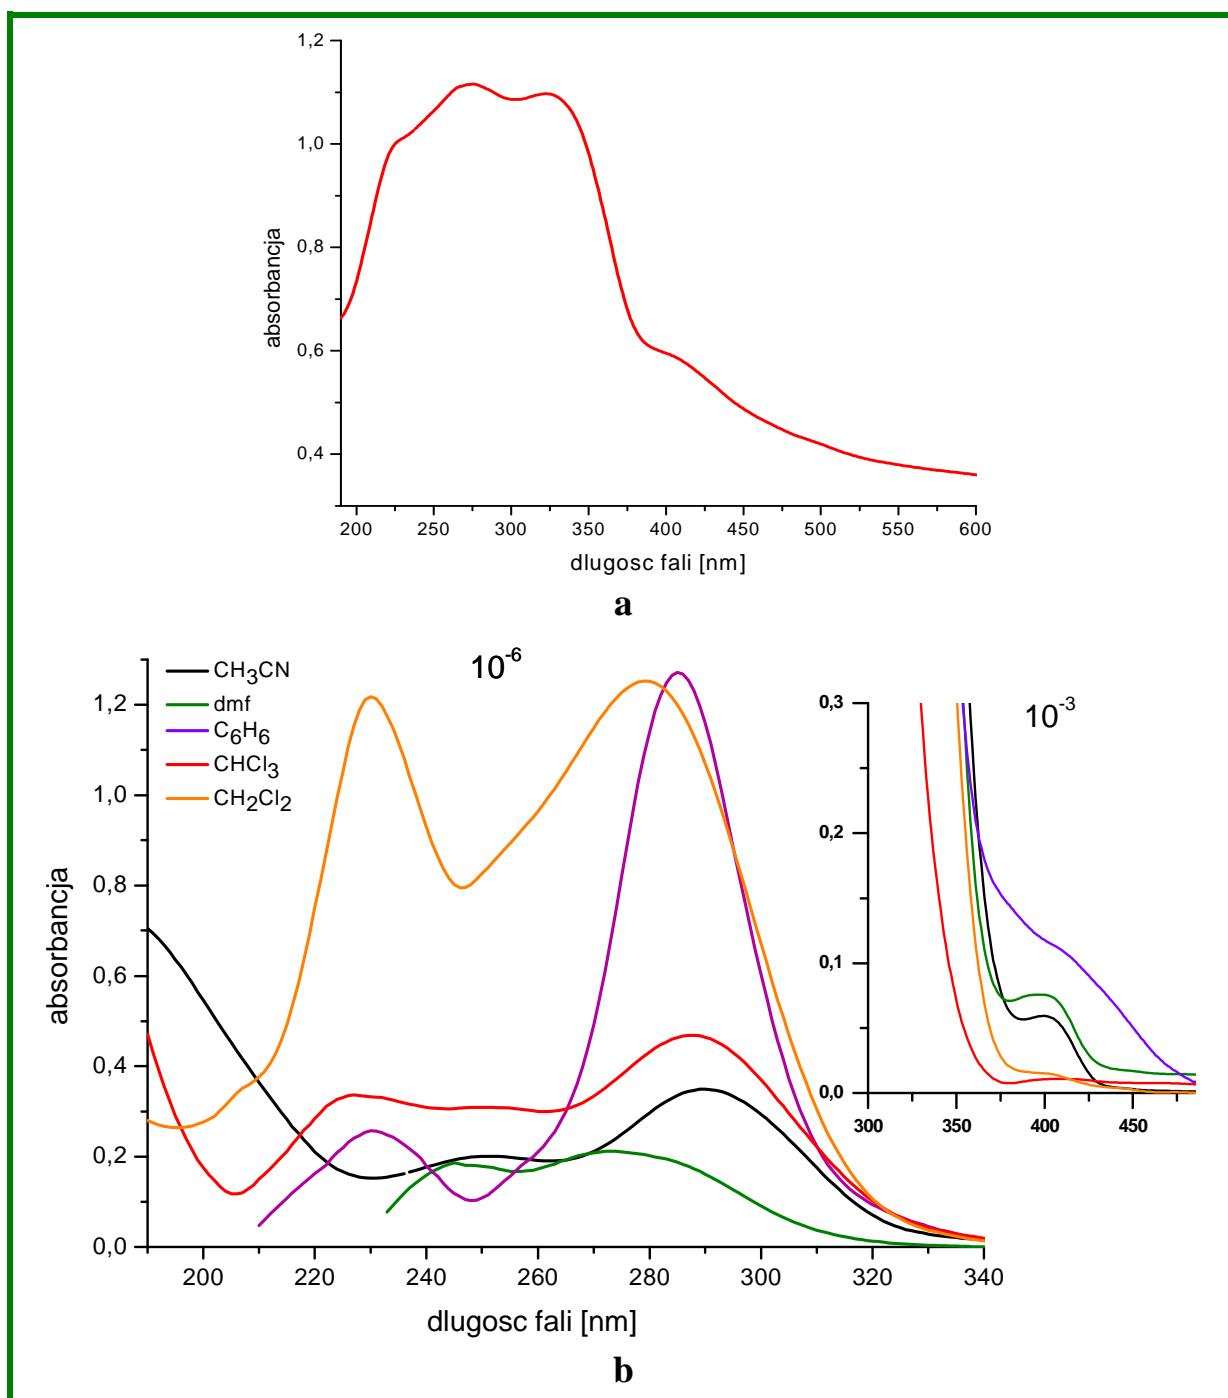 1,2
1,0
0,8
0,6
0,4
absorbancja
200 250 300 350 400 450 500 550 600
dlugosc fali [nm]
a
10-6
CH3CN
dmf
C6H6
CHCl3
CH2Cl2
1,2
1,0
0,8
0,6
0,4
0,2
0,0
absorbancja
200 220 240 260 280 300 320 340
dlugosc fali [nm]
10-3
0,3
0,2
0,1
0,0
300 350 400 450
b